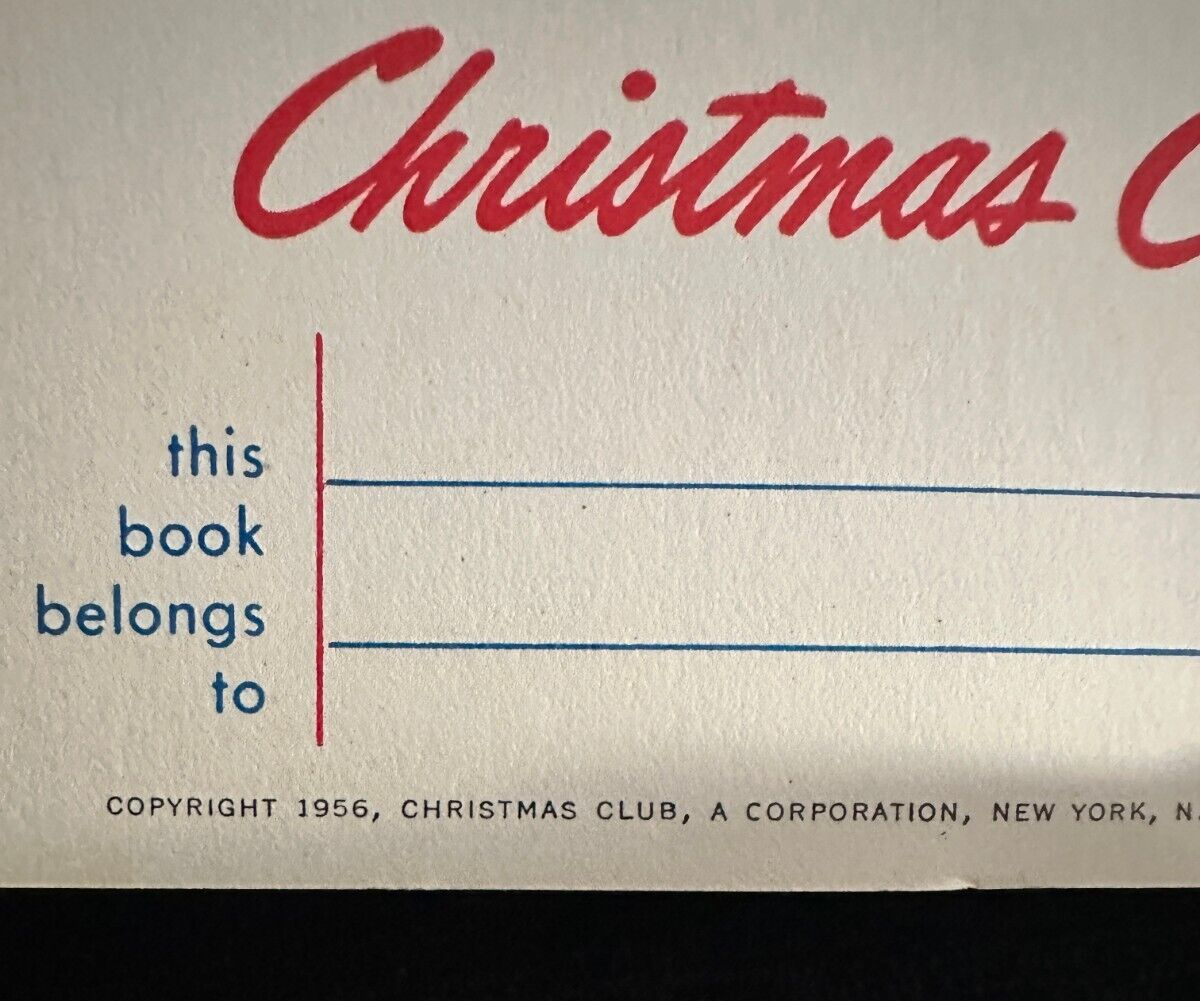 Christmas C
this
book
belongs
to
COPYRIGHT 1956, CHRISTMAS CLUB, A CORPORATION, NEW YORK, N.